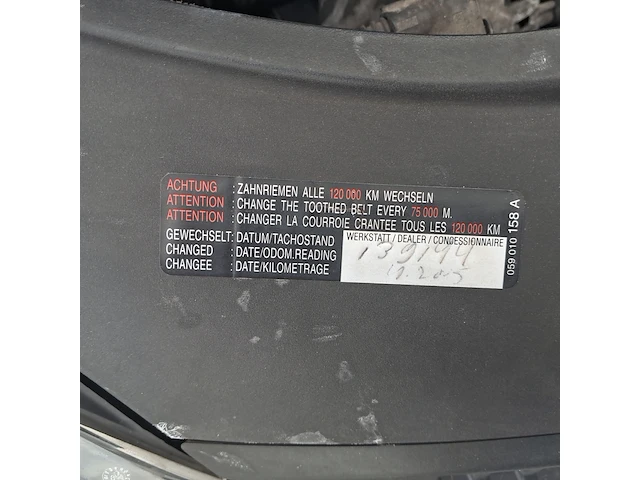 ACHTUNG : ZAHNRIEMEN ALLE 120 000 KM WECHSELN
ATTENTION : CHANGE THE TOOTHED BELT EVERY 75 000 M.
ATTENTION : CHANGER LA COURROIE CRANTEE TOUS LES 120 000 KM
GEWECHSELT: DATUM/TACHOSTAND WERKSTATT / DEALER / CONCESSIONNAIRE
CHANGED : DATE/ODOM.READING 139144
CHANGEE : DATE/KILOMETRAGE
059 010 158 A